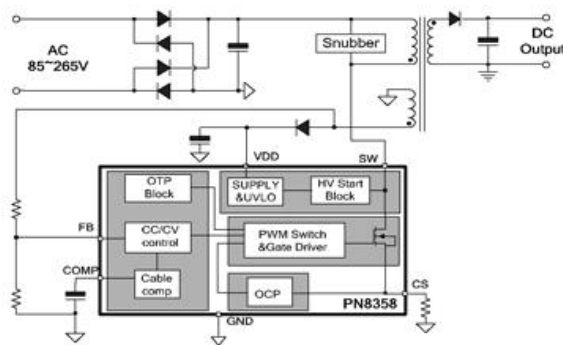 AC
85~265V
Snubber
DC
Output
VDD
SW
OTP
Block
SUPPLY
&UVLO
HV Start
Block
FB
CC/CV
control
PWM Switch
&Gate Driver
COMP
Cable
comp
OCP
PN8358
CS
GND